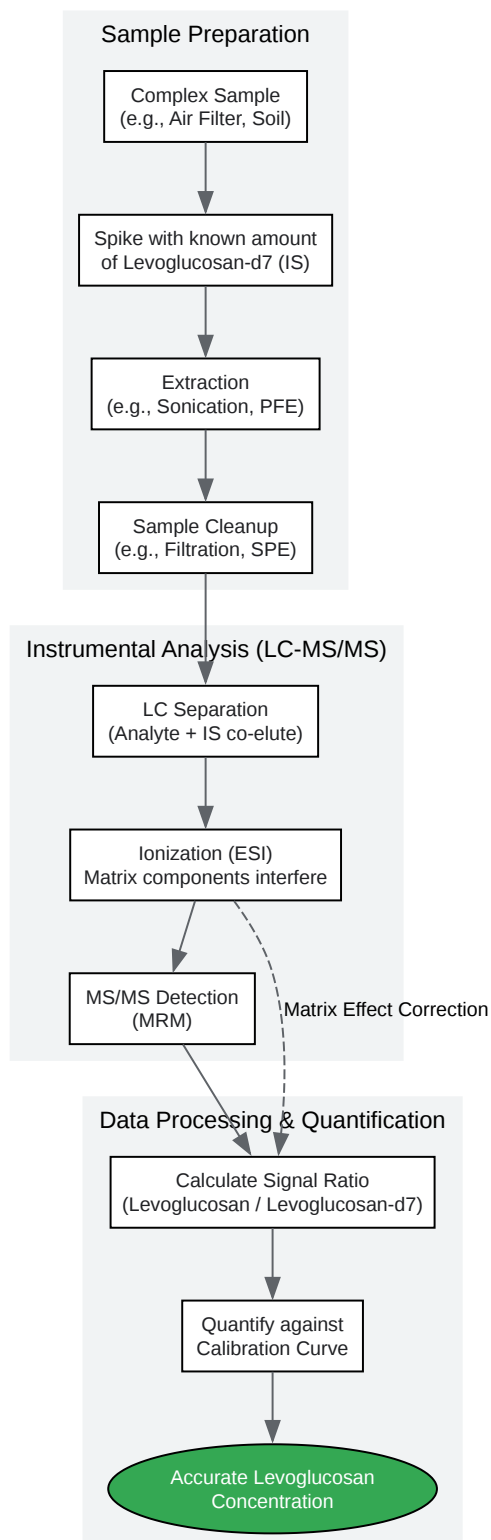 Sample Preparation
Complex Sample
(e.g., Air Filter, Soil)
Spike with known amount
of Levoglucosan-d7 (IS)
Extraction
(e.g., Sonication, PFE)
Sample Cleanup
(e.g., Filtration, SPE)
Instrumental Analysis (LC-MS/MS)
LC Separation
(Analyte + IS co-elute)
Ionization (ESI)
Matrix components interfere
MS/MS Detection
(MRM)
Matrix Effect Correction
Data Processing & Quantification
Calculate Signal Ratio
(Levoglucosan / Levoglucosan-d7)
Quantify against
Calibration Curve
Accurate Levoglucosan
Concentration